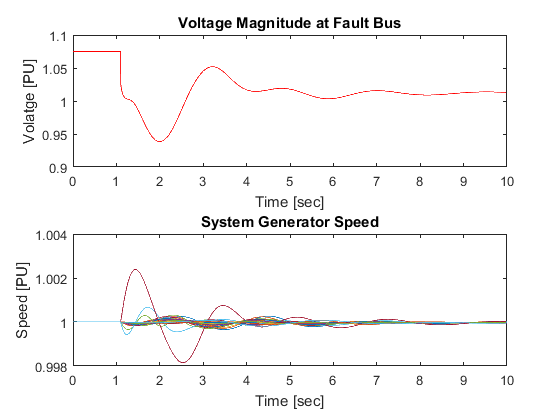 Voltage Magnitude at Fault Bus
1.1
1.05
1
0.95
0.9
Volatge [PU]
0 1 2 3 4 5 6 7 8 9 10
Time [sec]
System Generator Speed
1.004
1.002
1
0.998
Speed [PU]
0 1 2 3 4 5 6 7 8 9 10
Time [sec]